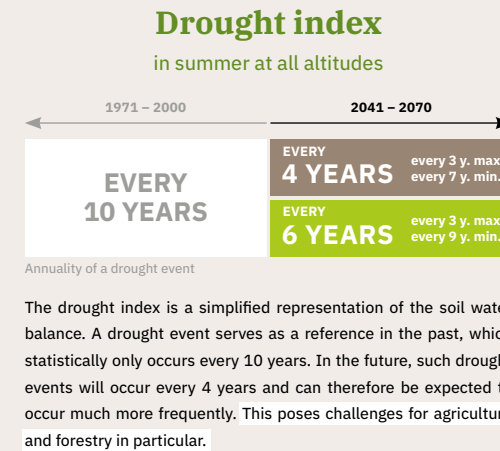 Drought index
in summer at all altitudes
1971 – 2000
2041 – 2070
EVERY
10 YEARS
EVERY
4 YEARS
every 3 y. max
every 7 y. min.
EVERY
6 YEARS
every 3 y. max
every 9 y. min.
Annuality of a drought event
The drought index is a simplified representation of the soil
balance. A drought event serves as a reference in the past,
statistically only occurs every 10 years. In the future, such
events will occur every 4 years and can therefore be expected
occur much more frequently. This poses challenges for
and forestry in particular.